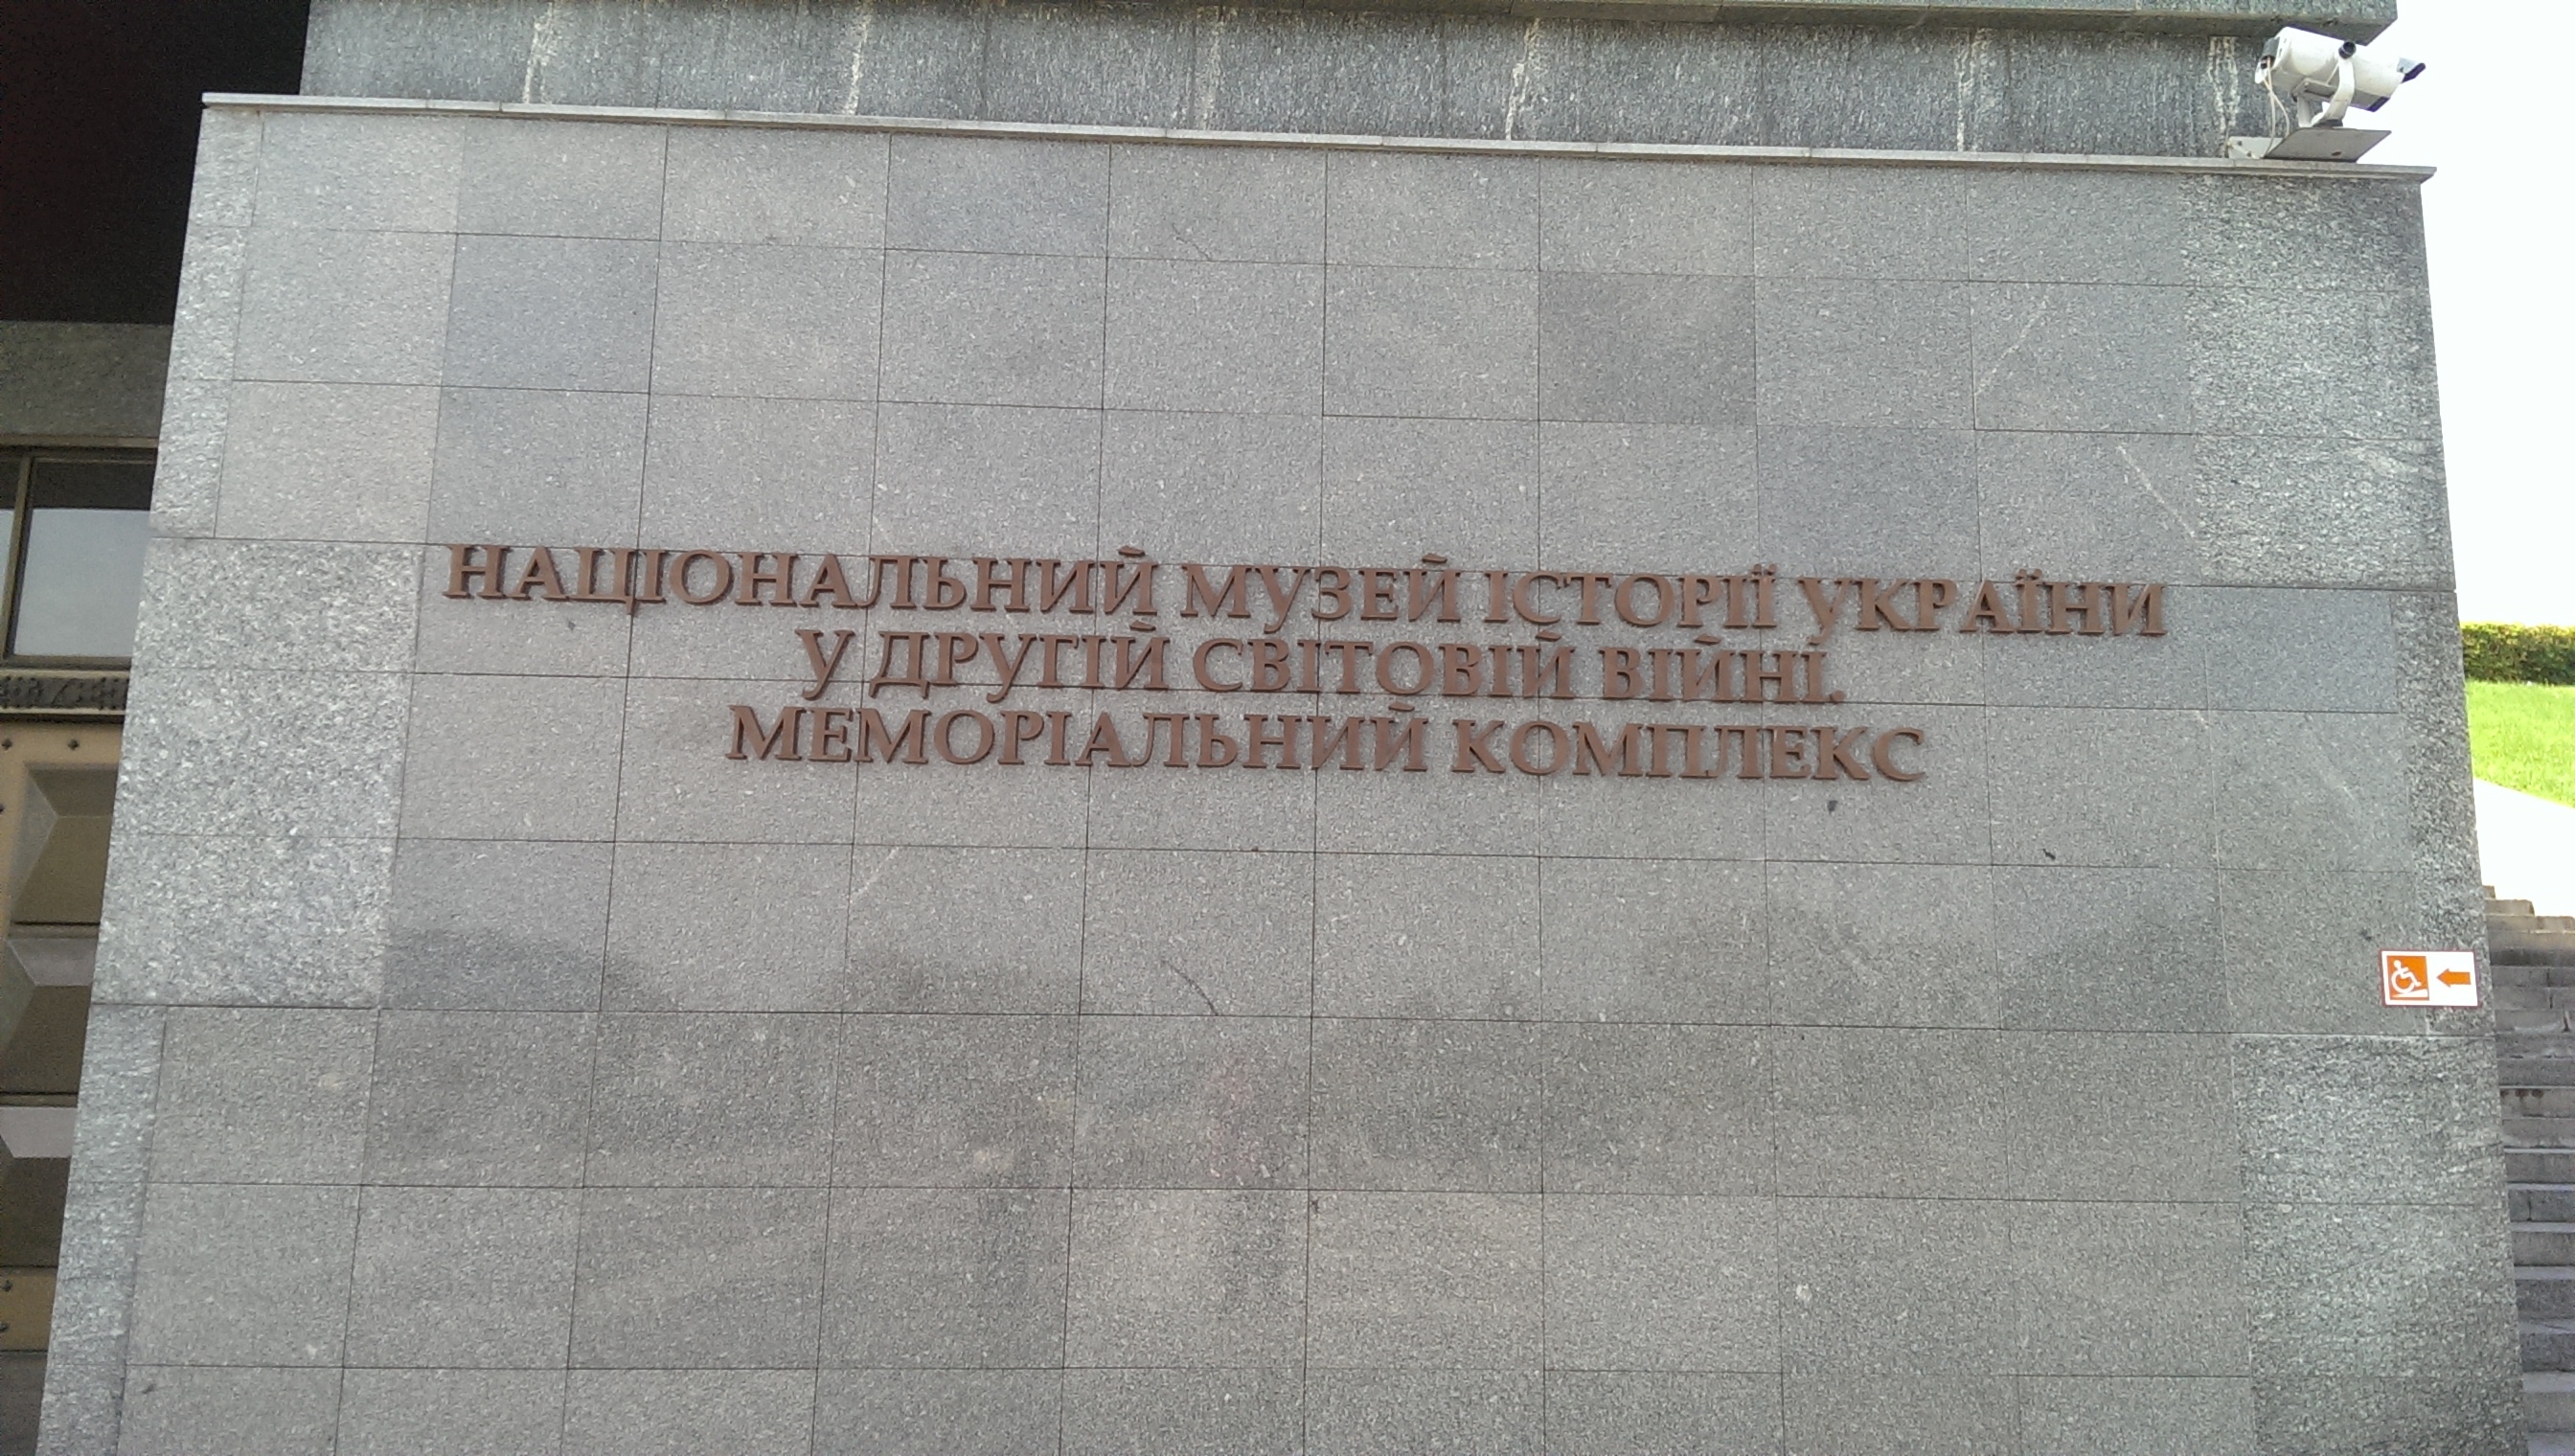 НАЦІОНАЛЬНИЙ МУЗЕЙ ІСТОРІЇ УКРАЇНИ
У ДРУГІЙ СВІТОВІЙ ВІЙНІ.
МЕМОРІАЛЬНИЙ КОМПЛЕКС